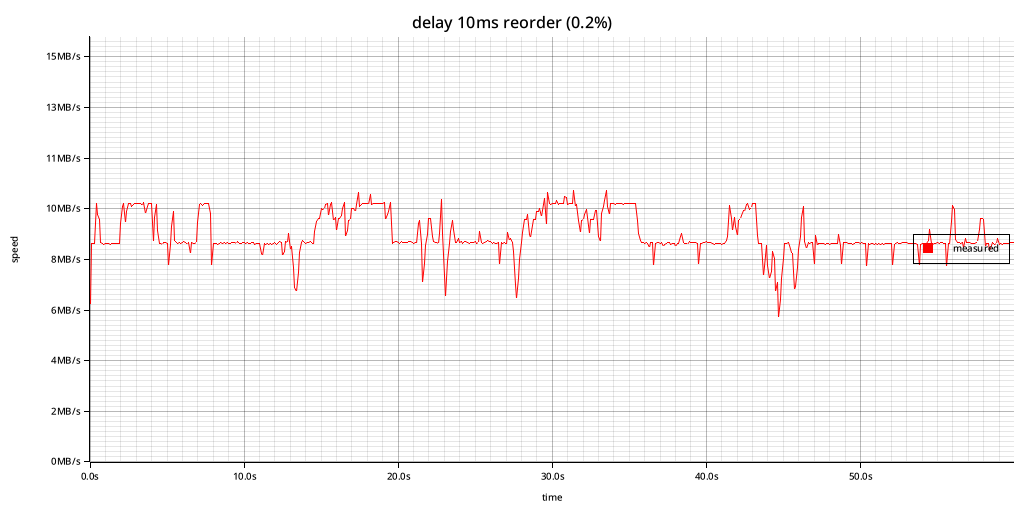 delay 10ms reorder (0.2%)
15MB/s
13MB/s
11MB/s
10MB/s
8MB/s
6MB/s
4MB/s
2MB/s
0MB/s
speed
measured
0.0s 10.0s 20.0s 30.0s 40.0s 50.0s
time